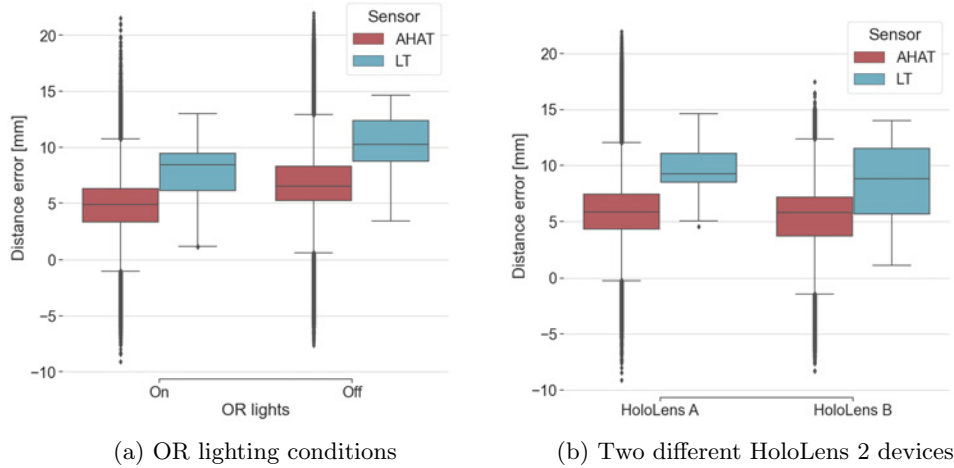 Distance error [mm]
20
15
10
5
0
−5
−10
Sensor
AHAT
LT
On
Off
OR lights
(a) OR lighting conditions
Distance error [mm]
20
15
10
5
0
−5
−10
Sensor
AHAT
LT
HoloLens A
HoloLens B
(b) Two different HoloLens 2 devices